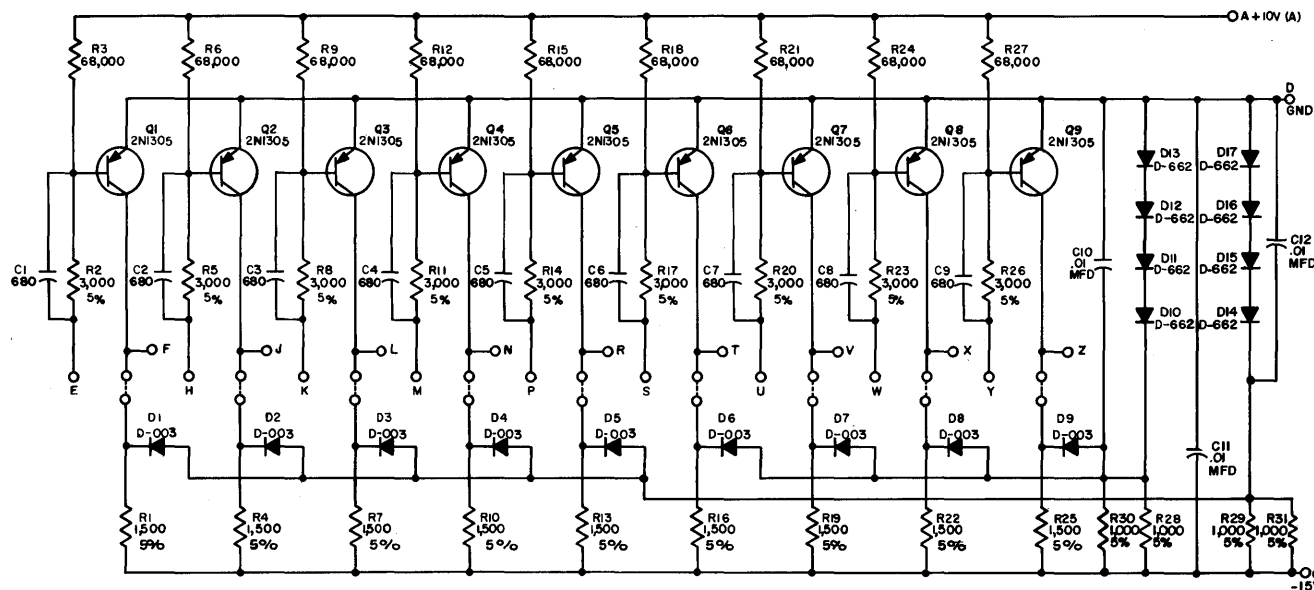 A+10V (A)
R3 68,000
R6 68,000
R9 68,000
R12 68,000
R15 68,000
R18 68,000
R21 68,000
R24 68,000
R27 68,000
D GND
Q1 2N1305
Q2 2N1305
Q3 2N1305
Q4 2N1305
Q5 2N1305
Q6 2N1305
Q7 2N1305
Q8 2N1305
Q9 2N1305
D13 D-662
D17 D-662
D12 D-662
D16 D-662
C1 680
R2 3,000 5%
C2 680
R5 3,000 5%
C3 680
R8 3,000 5%
C4 680
R11 3,000 5%
C5 680
R14 3,000 5%
C6 680
R17 3,000 5%
C7 680
R20 3,000 5%
C8 680
R23 3,000 5%
C9 680
R26 3,000 5%
C10 .01 MFD
D11 D-662
D15 D-662
C12 .01 MFD
D10 D-662
D14 D-662
F J L N R T V X Z
E H K M P S U W Y
D1 D-003
D2 D-003
D3 D-003
D4 D-003
D5 D-003
D6 D-003
D7 D-003
D8 D-003
D9 D-003
C11 .01 MFD
R1 1,500 5%
R4 1,500 5%
R7 1,500 5%
R10 1,500 5%
R13 1,500 5%
R16 1,500 5%
R19 1,500 5%
R22 1,500 5%
R25 1,500 5%
R30 1,000 5%
R28 1,000 5%
R29 1,000 5%
R31 1,000 5%
-15V